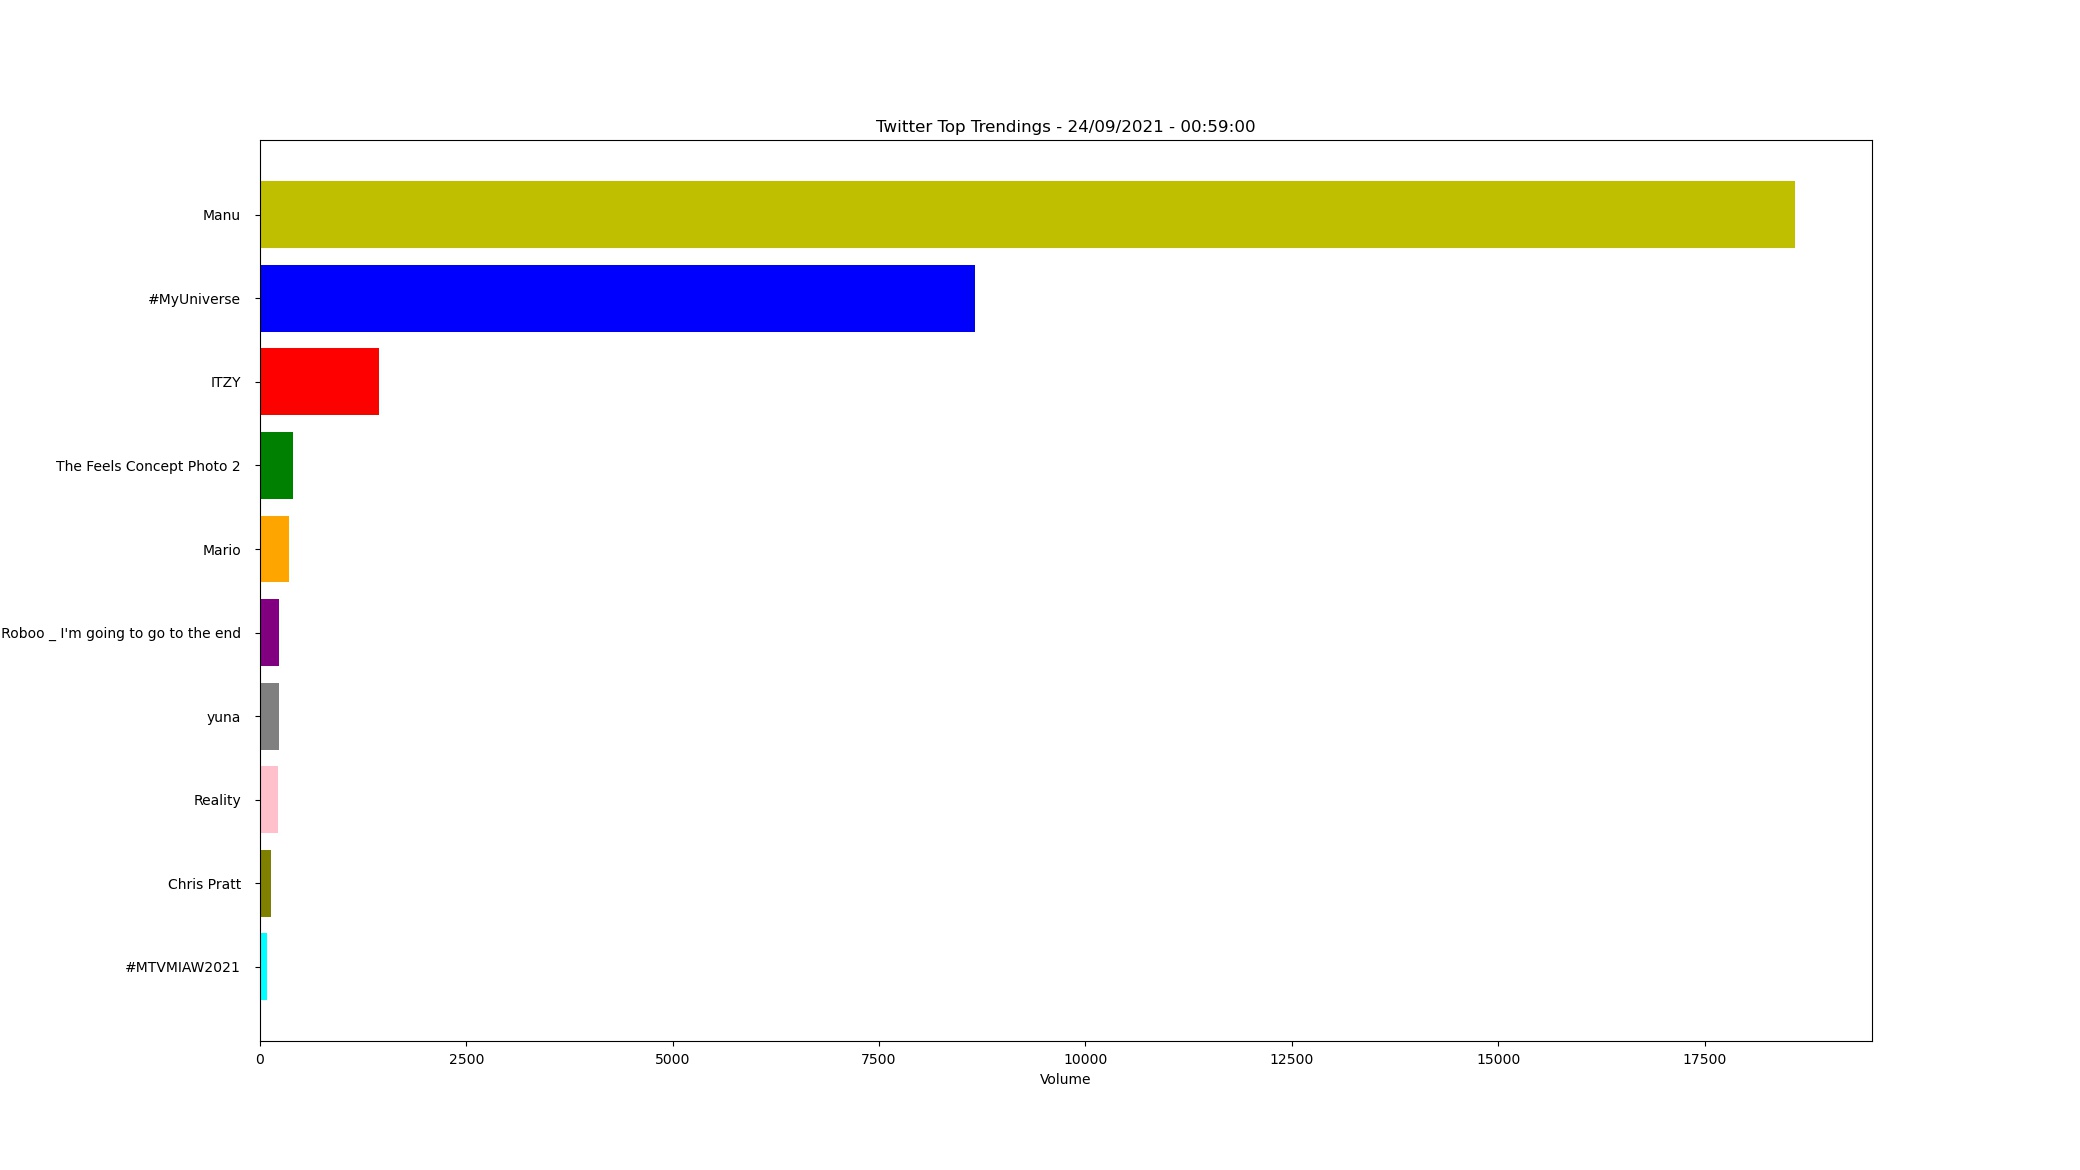 Twitter Top Trendings - 24/09/2021 - 00:59:00
Manu
#MyUniverse
ITZY
The Feels Concept Photo 2
Mario
Roboo _ I'm going to go to the end
yuna
Reality
Chris Pratt
#MTVMIAW2021
0 2500 5000 7500 10000 12500 15000 17500
Volume